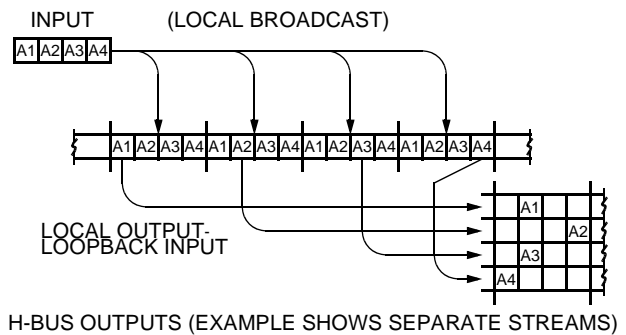 INPUT (LOCAL BROADCAST)
A1 A2 A3 A4
A1 A2 A3 A4 A1 A2 A3 A4 A1 A2 A3 A4 A1 A2 A3 A4
A1
A2
A3
A4
LOCAL OUTPUT-
LOOPBACK INPUT
H-BUS OUTPUTS (EXAMPLE SHOWS SEPARATE STREAMS)